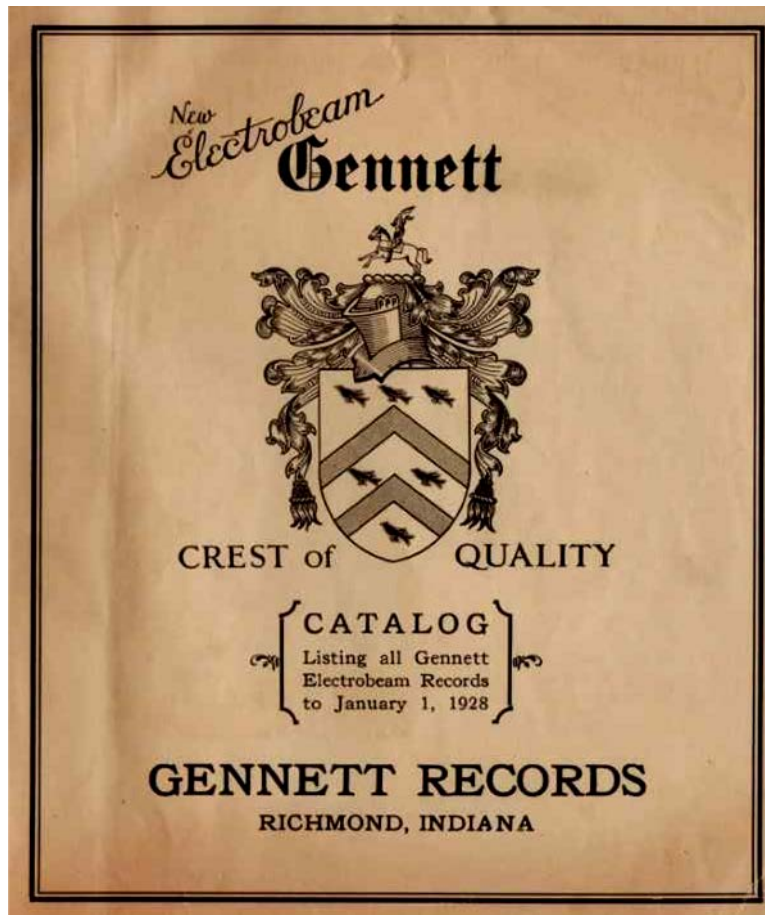 New
Electrobeam
Gennett
CREST of QUALITY
CATALOG
Listing all Gennett
Electrobeam Records
to January 1, 1928
GENNETT RECORDS
RICHMOND, INDIANA